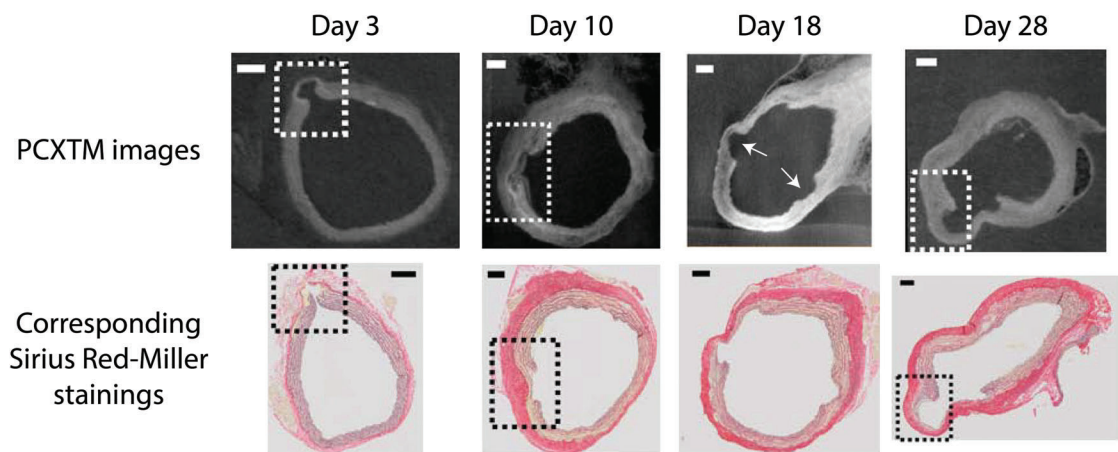 Day 3
Day 10
Day 18
Day 28
PCXTM images
Corresponding
Sirius Red-Miller
stainings